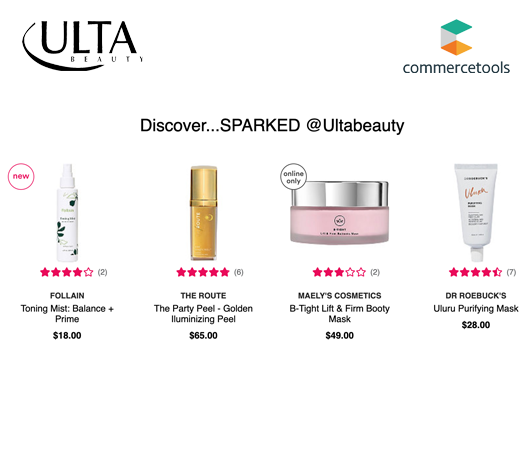 ULTA
BEAUTY
commercetools
Discover...SPARKED @Ultabeauty
new
online
only
(2)
(6)
(2)
(7)
FOLLAIN
Toning Mist: Balance +
Prime
$18.00
THE ROUTE
The Party Peel - Golden
Iluminizing Peel
$65.00
MAELY'S COSMETICS
B-Tight Lift & Firm Booty
Mask
$49.00
DR ROEBUCK'S
Uluru Purifying Mask
$28.00